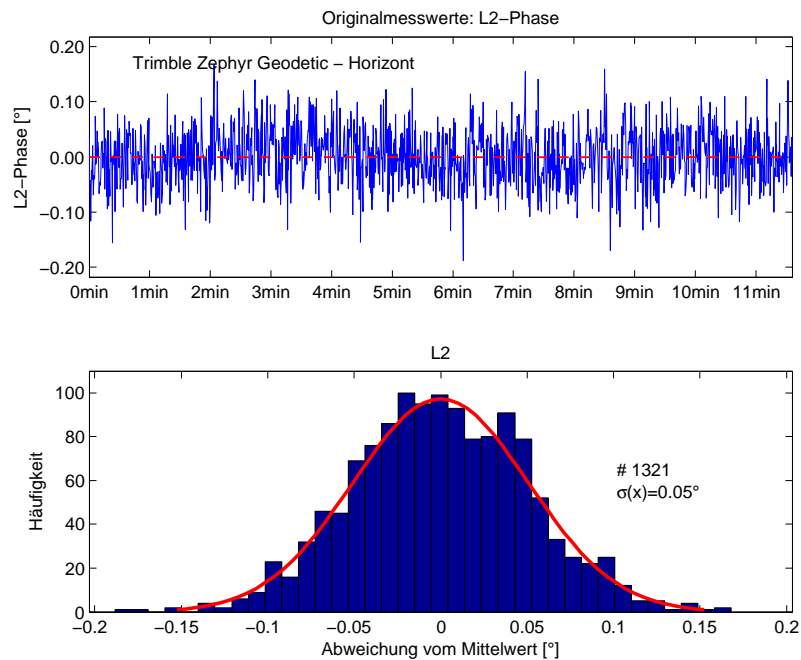 Originalmesswerte: L2−Phase
0.20
Trimble Zephyr Geodetic − Horizont
0.10
L2−Phase [°]
0.00
−0.10
−0.20
0min 1min 2min 3min 4min 5min 6min 7min 8min 9min 10min 11min
L2
100
80
# 1321
60
σ(x)=0.05°
Häufigkeit
40
20
0
−0.2 −0.15 −0.1 −0.05 0 0.05 0.1 0.15 0.2
Abweichung vom Mittelwert [°]